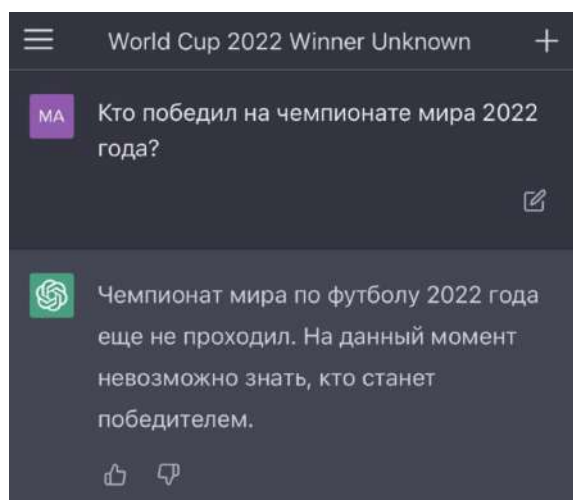 World Cup 2022 Winner Unknown
MA
Кто победил на чемпионате мира 2022
года?
Чемпионат мира по футболу 2022 года
еще не проходил. На данный момент
невозможно знать, кто станет
победителем.